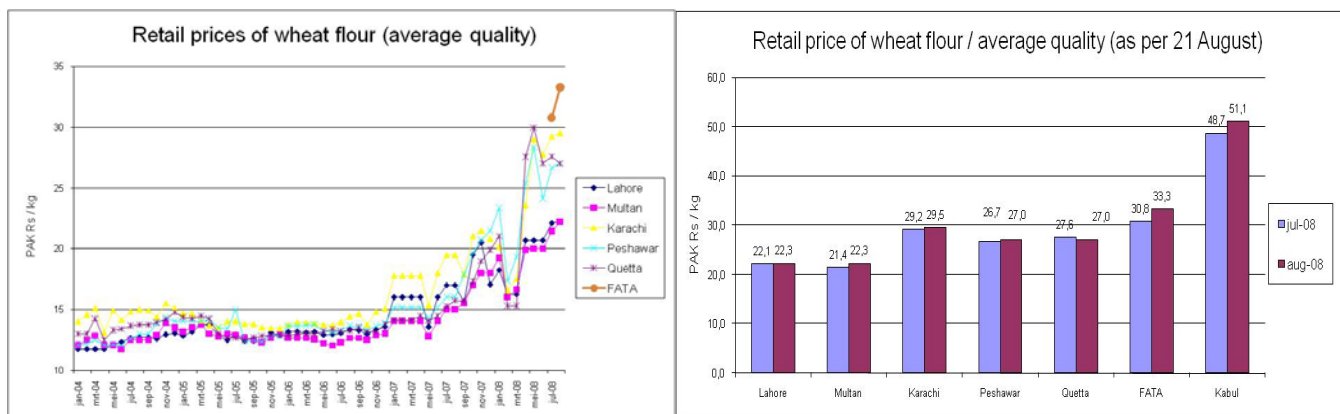 Retail prices of wheat flour (average quality)
PAK Rs / kg
35
30
25
20
15
10
jan-04
mrt-04
mei-04
jul-04
sep-04
nov-04
jan-05
mrt-05
mei-05
jul-05
sep-05
nov-05
jan-06
mrt-06
mei-06
jul-06
sep-06
nov-06
jan-07
mrt-07
mei-07
jul-07
sep-07
nov-07
jan-08
mrt-08
mei-08
jul-08
Lahore
Multan
Karachi
Peshawar
Quetta
FATA
Retail price of wheat flour / average quality (as per 21 August)
PAK Rs / kg
60,0
50,0
40,0
30,0
20,0
10,0
0,0
22,1 22,3
21,4 22,3
29,2 29,5
26,7 27,0
27,6 27,0
30,8 33,3
48,7 51,1
Lahore Multan Karachi Peshawar Quetta FATA Kabul
jul-08
aug-08